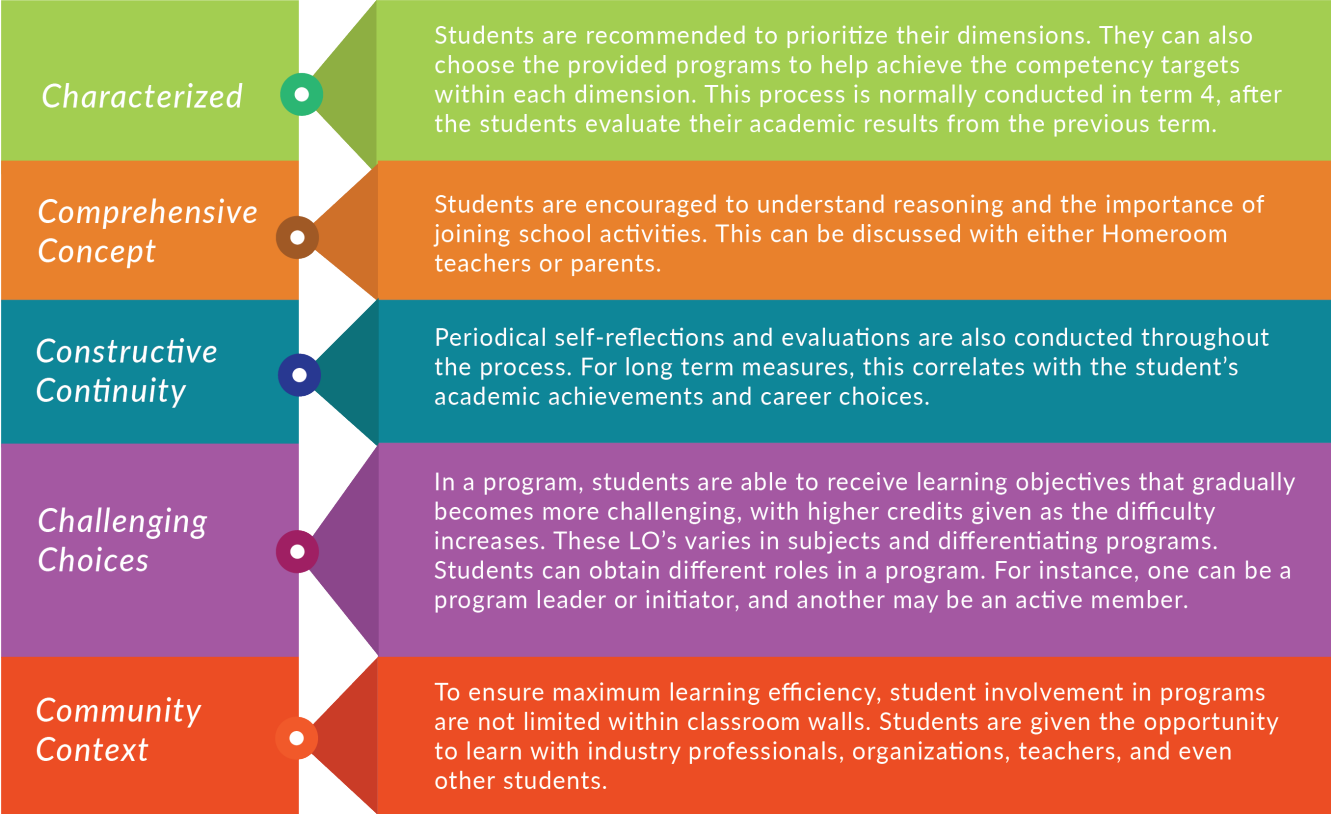 Characterized
Students are recommended to prioritize their dimensions. They can also
choose the provided programs to help achieve the competency targets
within each dimension. This process is normally conducted in term 4, after
the students evaluate their academic results from the previous term.
Comprehensive
Concept
Students are encouraged to understand reasoning and the importance of
joining school activities. This can be discussed with either Homeroom
teachers or parents.
Constructive
Continuity
Periodical self-reflections and evaluations are also conducted throughout
the process. For long term measures, this correlates with the student’s
academic achievements and career choices.
Challenging
Choices
In a program, students are able to receive learning objectives that gradually
becomes more challenging, with higher credits given as the difficulty
increases. These LO’s varies in subjects and differentiating programs.
Students can obtain different roles in a program. For instance, one can be a
program leader or initiator, and another may be an active member.
Community
Context
To ensure maximum learning efficiency, student involvement in programs
are not limited within classroom walls. Students are given the opportunity
to learn with industry professionals, organizations, teachers, and even
other students.